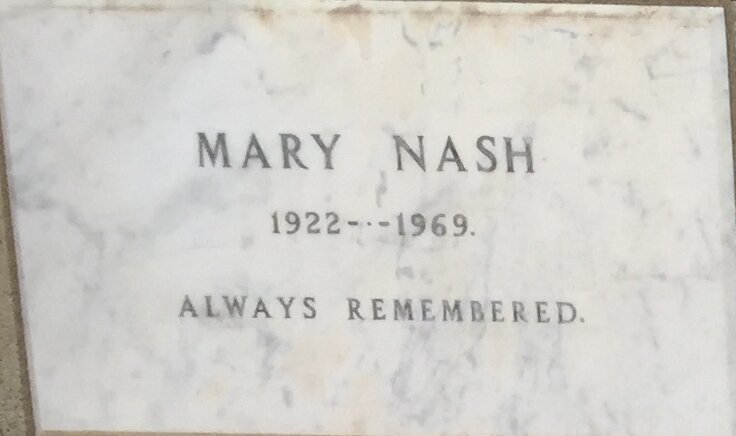 MARY NASH
1922-·-1969.
ALWAYS REMEMBERED.